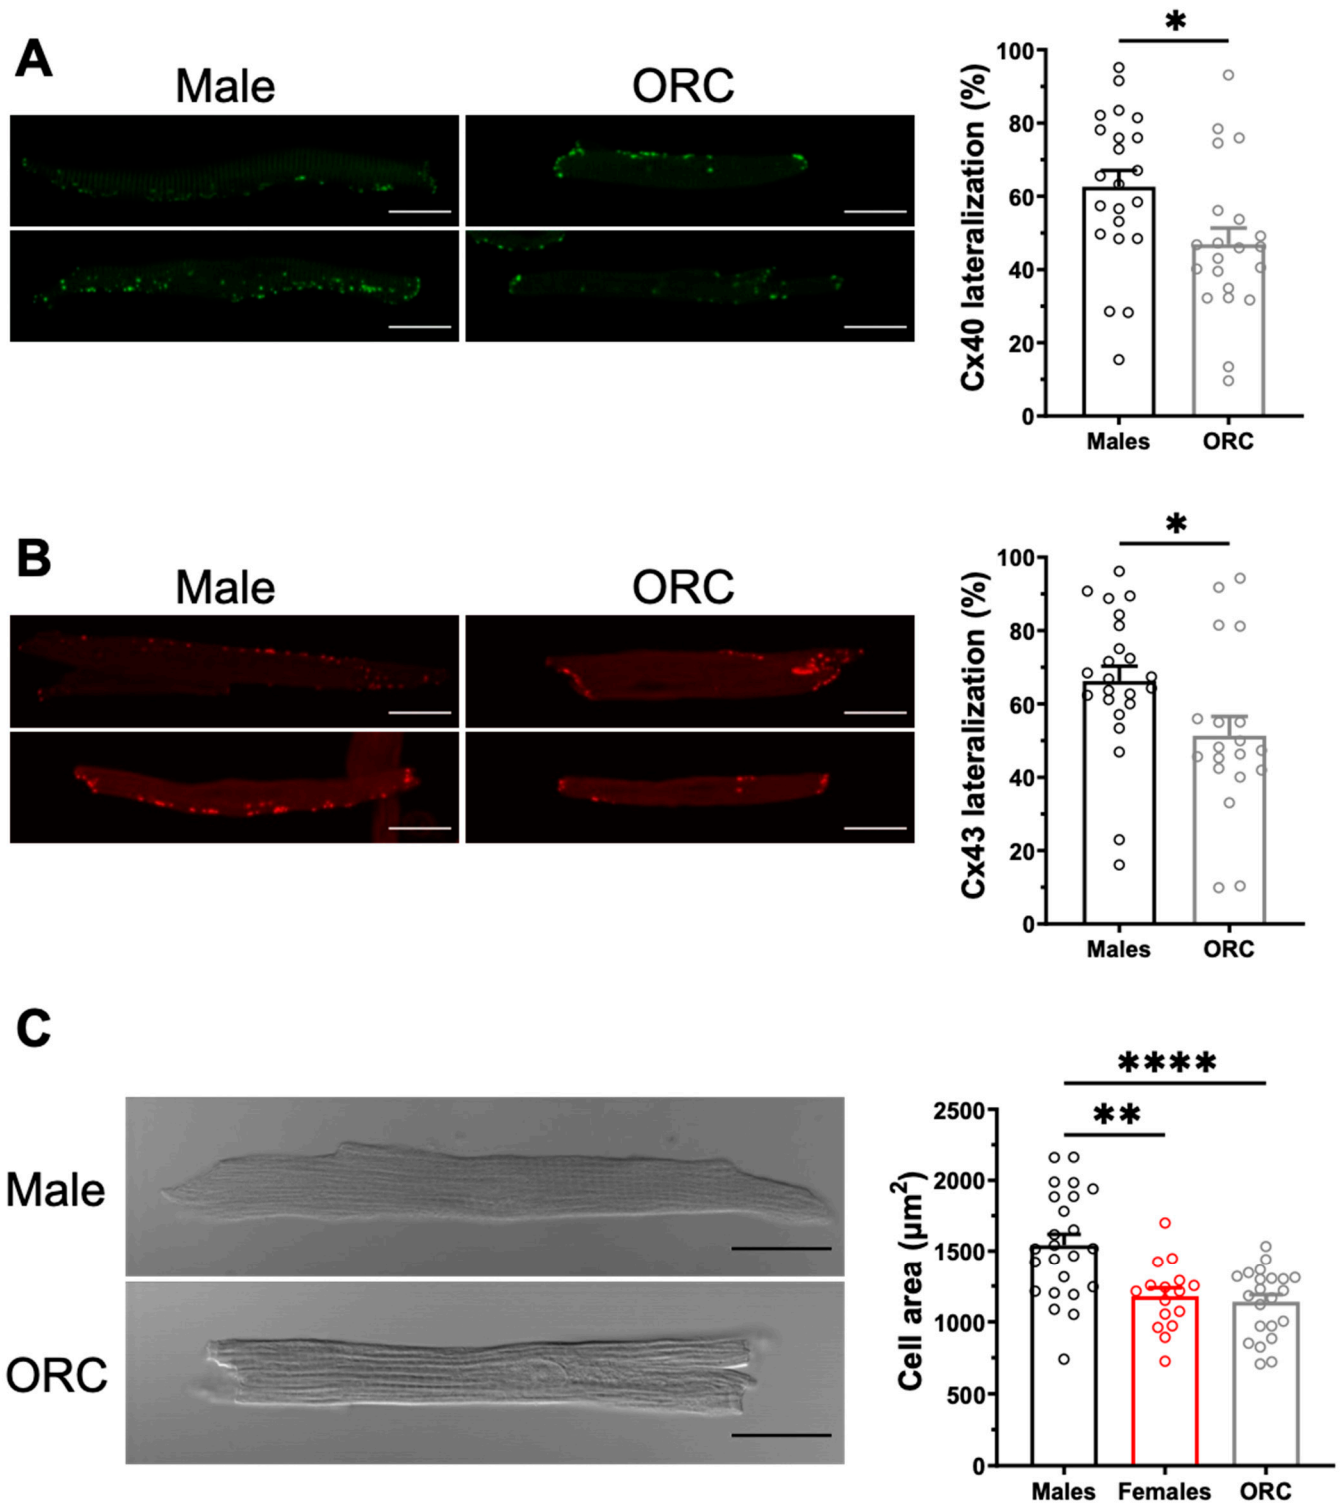 A
Male
ORC
*
Cx40 lateralization (%)
100
80
60
40
20
0
Males
ORC
B
Male
ORC
*
Cx43 lateralization (%)
100
80
60
40
20
0
Males
ORC
C
Male
ORC
****
**
Cell area (µm²)
2500
2000
1500
1000
500
0
Males
Females
ORC